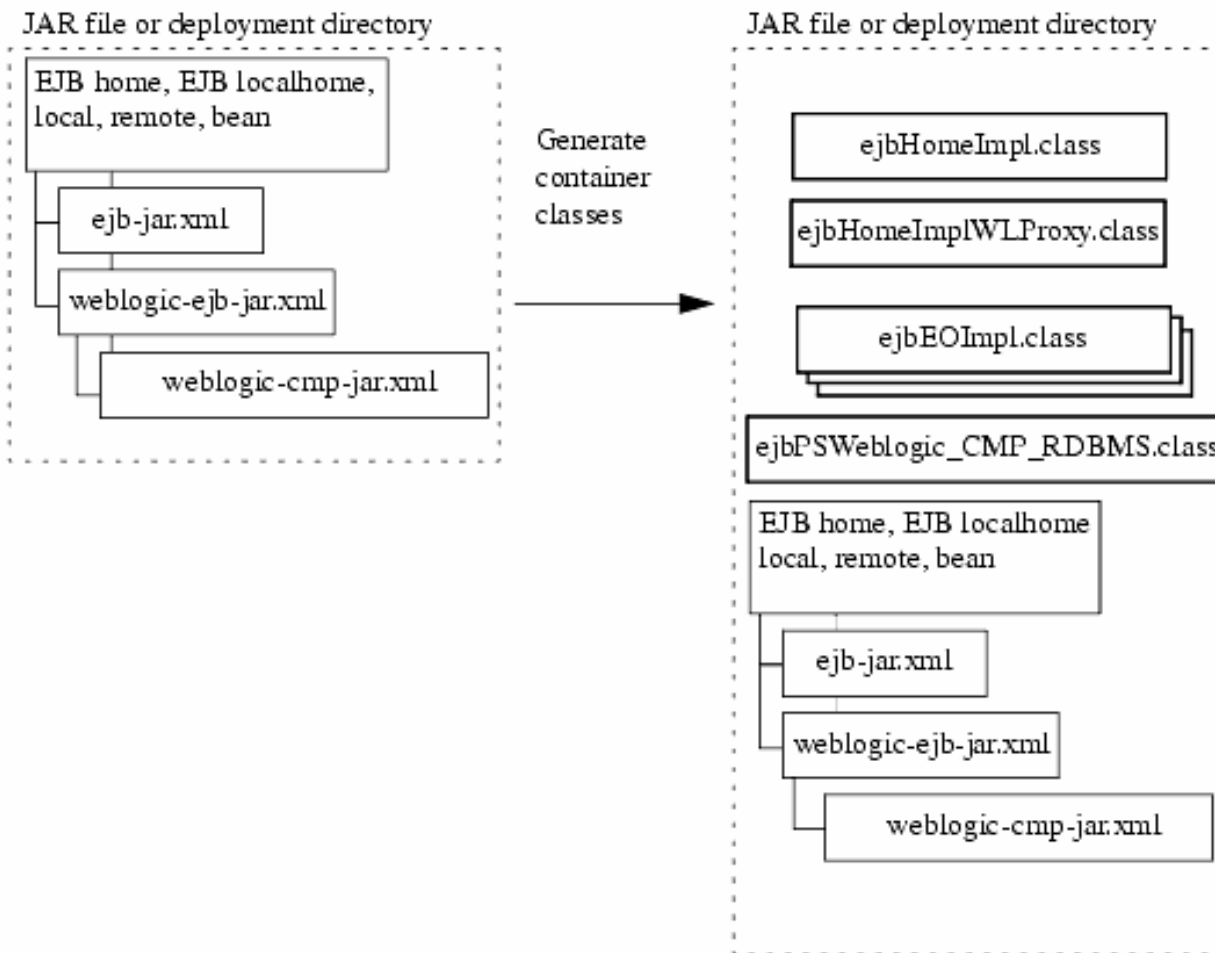 JAR file or deployment directory
EJB home, EJB localhome,
local, remote, bean
ejb-jar.xml
weblogic-ejb-jar.xml
weblogic-cmp-jar.xml
Generate
container
classes
JAR file or deployment directory
ejbHomeImpl.class
ejbHomeImplWLProxy.class
ejbEOImpl.class
ejbPSWeblogic_CMP_RDBMS.class
EJB home, EJB localhome
local, remote, bean
ejb-jar.xml
weblogic-ejb-jar.xml
weblogic-cmp-jar.xml